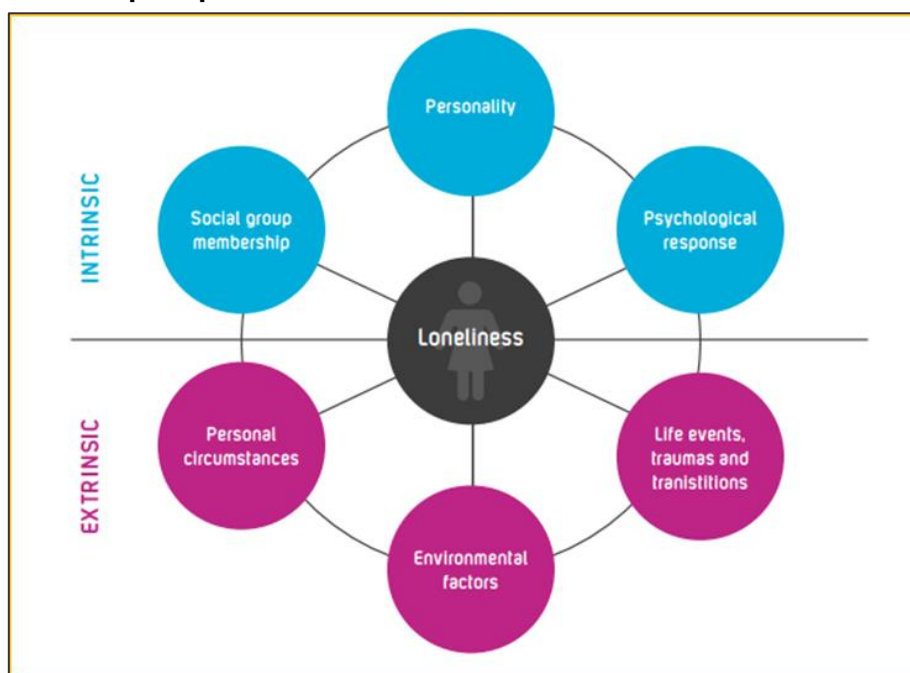 Personality
INTRINSIC
Social group
membership
Psychological
response
Loneliness
EXTRINSIC
Personal
circumstances
Life events,
traumas and
tranistitions
Environmental
factors